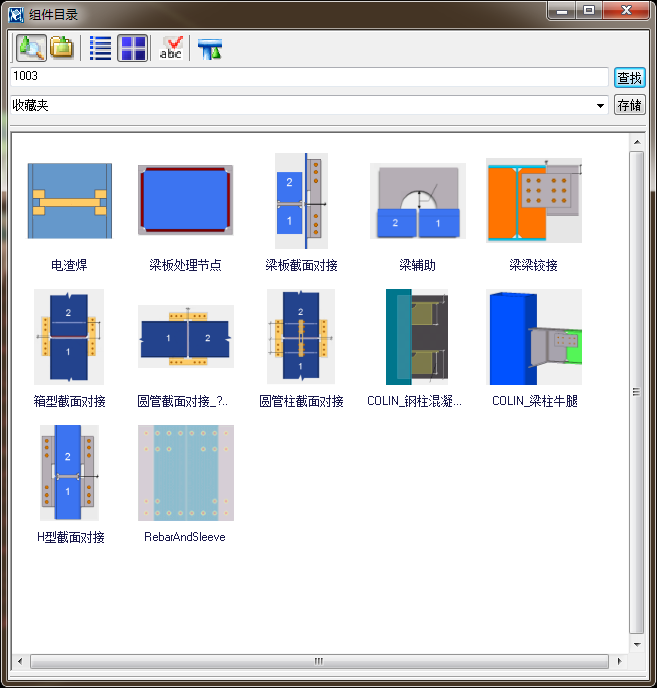 组件目录
abc
1003
查找
收藏夹
存储
2
1
2 1
电渣焊
梁板处理节点
梁板截面对接
梁辅助
梁梁铰接
2
1
1 2
2
1
箱型截面对接
圆管截面对接_?..
圆管柱截面对接
COLIN_钢柱混凝...
COLIN_梁柱牛腿
2
1
H型截面对接
RebarAndSleeve